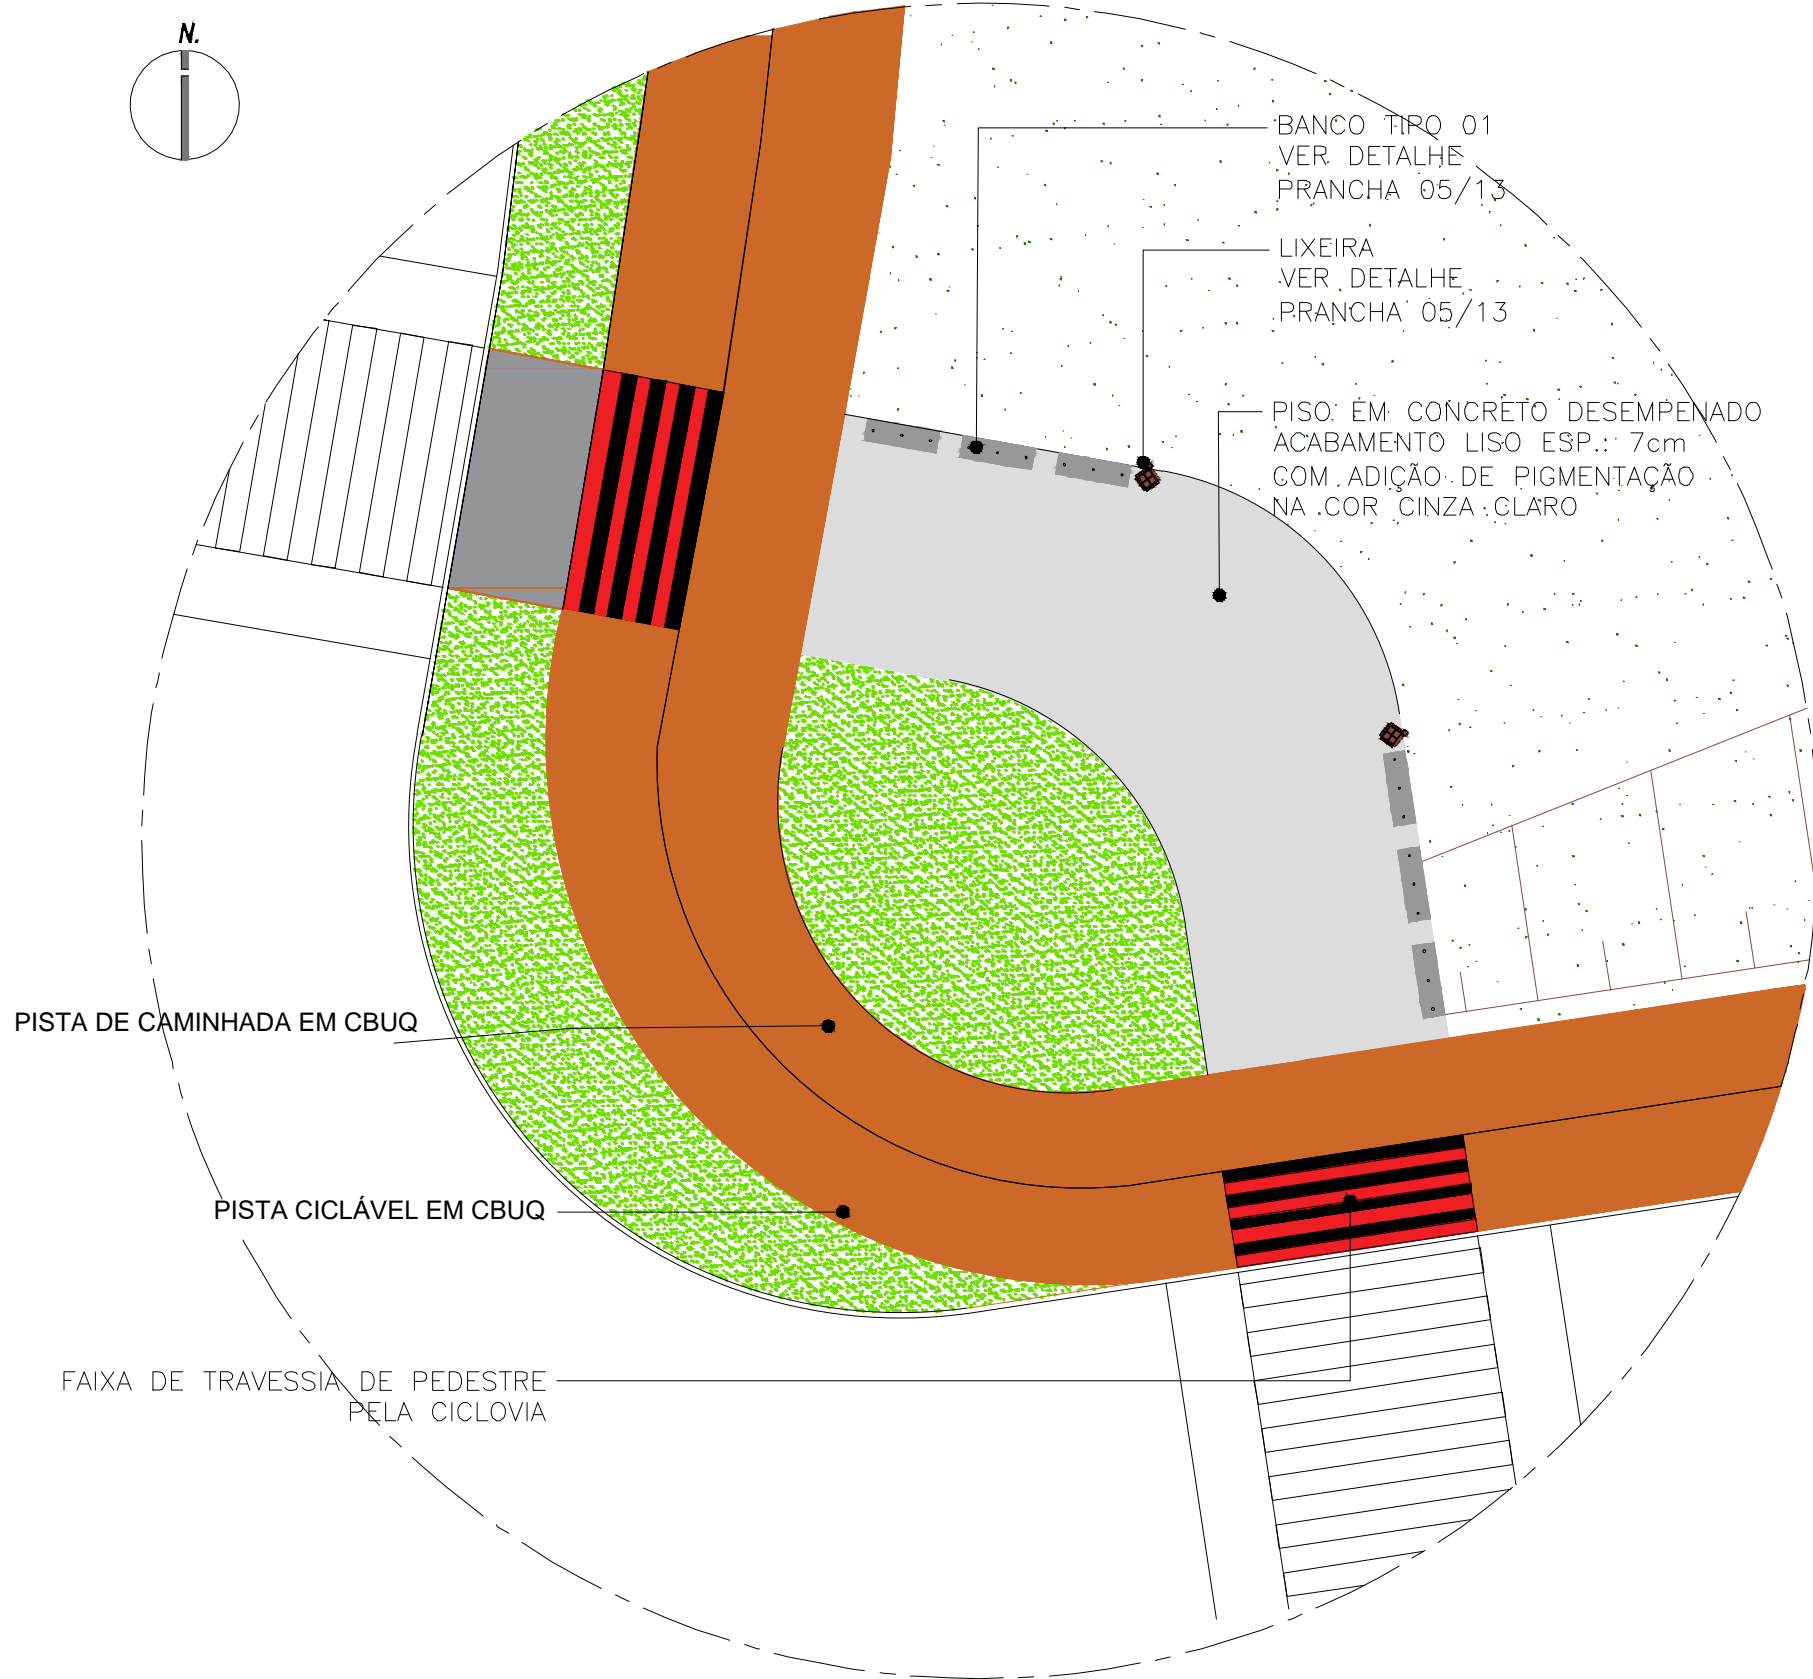 N.
BANCO TIPO 01
VER DETALHE
PRANCHA 05/13
LIXEIRA
VER DETALHE
PRANCHA 05/13
PISO EM CONCRETO DESEMPENADO
ACABAMENTO LISO ESP.: 7cm
COM ADIÇÃO DE PIGMENTAÇÃO
NA COR CINZA CLARO
PISTA DE CAMINHADA EM CBUQ
PISTA CICLÁVEL EM CBUQ
FAIXA DE TRAVESSIA DE PEDESTRE
PELA CICLOVIA